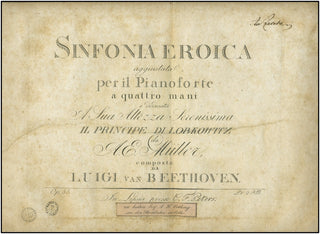 SINFONIA EROICA
aggiustata
per il Pianoforte
a quattro mani
e dedicata
A Sua Altezza Serenissima
IL PRINCIPE DI LOBKOWITZ
da
A E Müller,
composta
DA
LUIGI VAN BEETHOVEN.
Op. 55.
In Lipsia presso C. F. Peters.